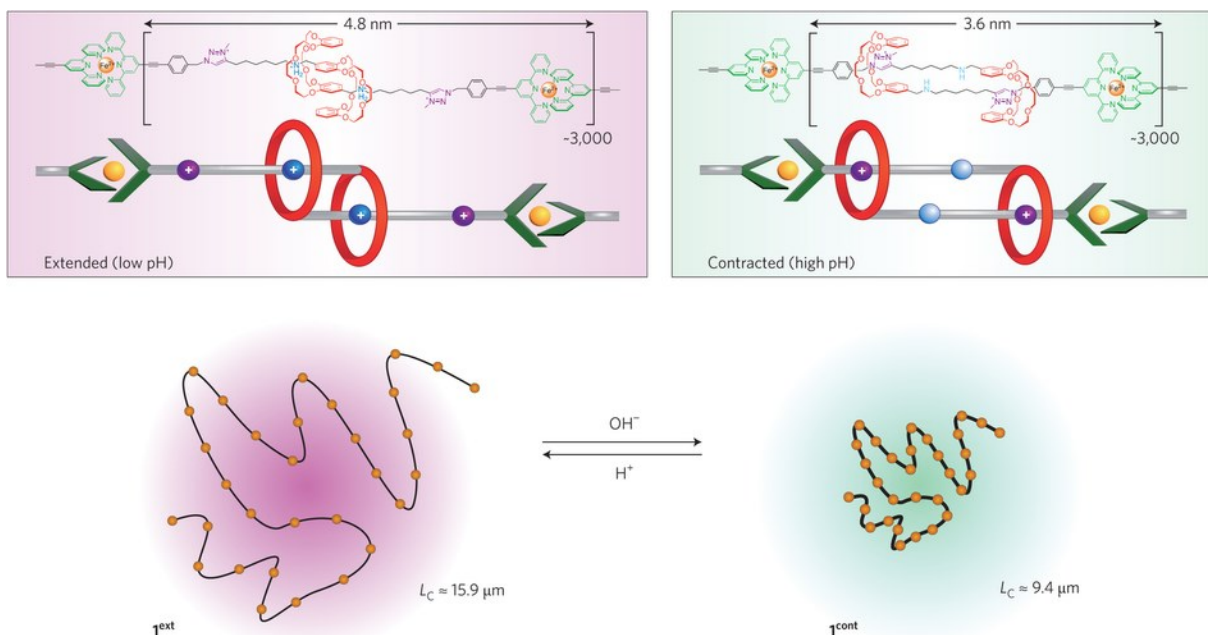 4.8 nm
~3,000
Extended (low pH)
3.6 nm
~3,000
Contracted (high pH)
OH⁻
H⁺
L_C ≈ 15.9 μm
L_C ≈ 9.4 μm
1^ext
1^cont